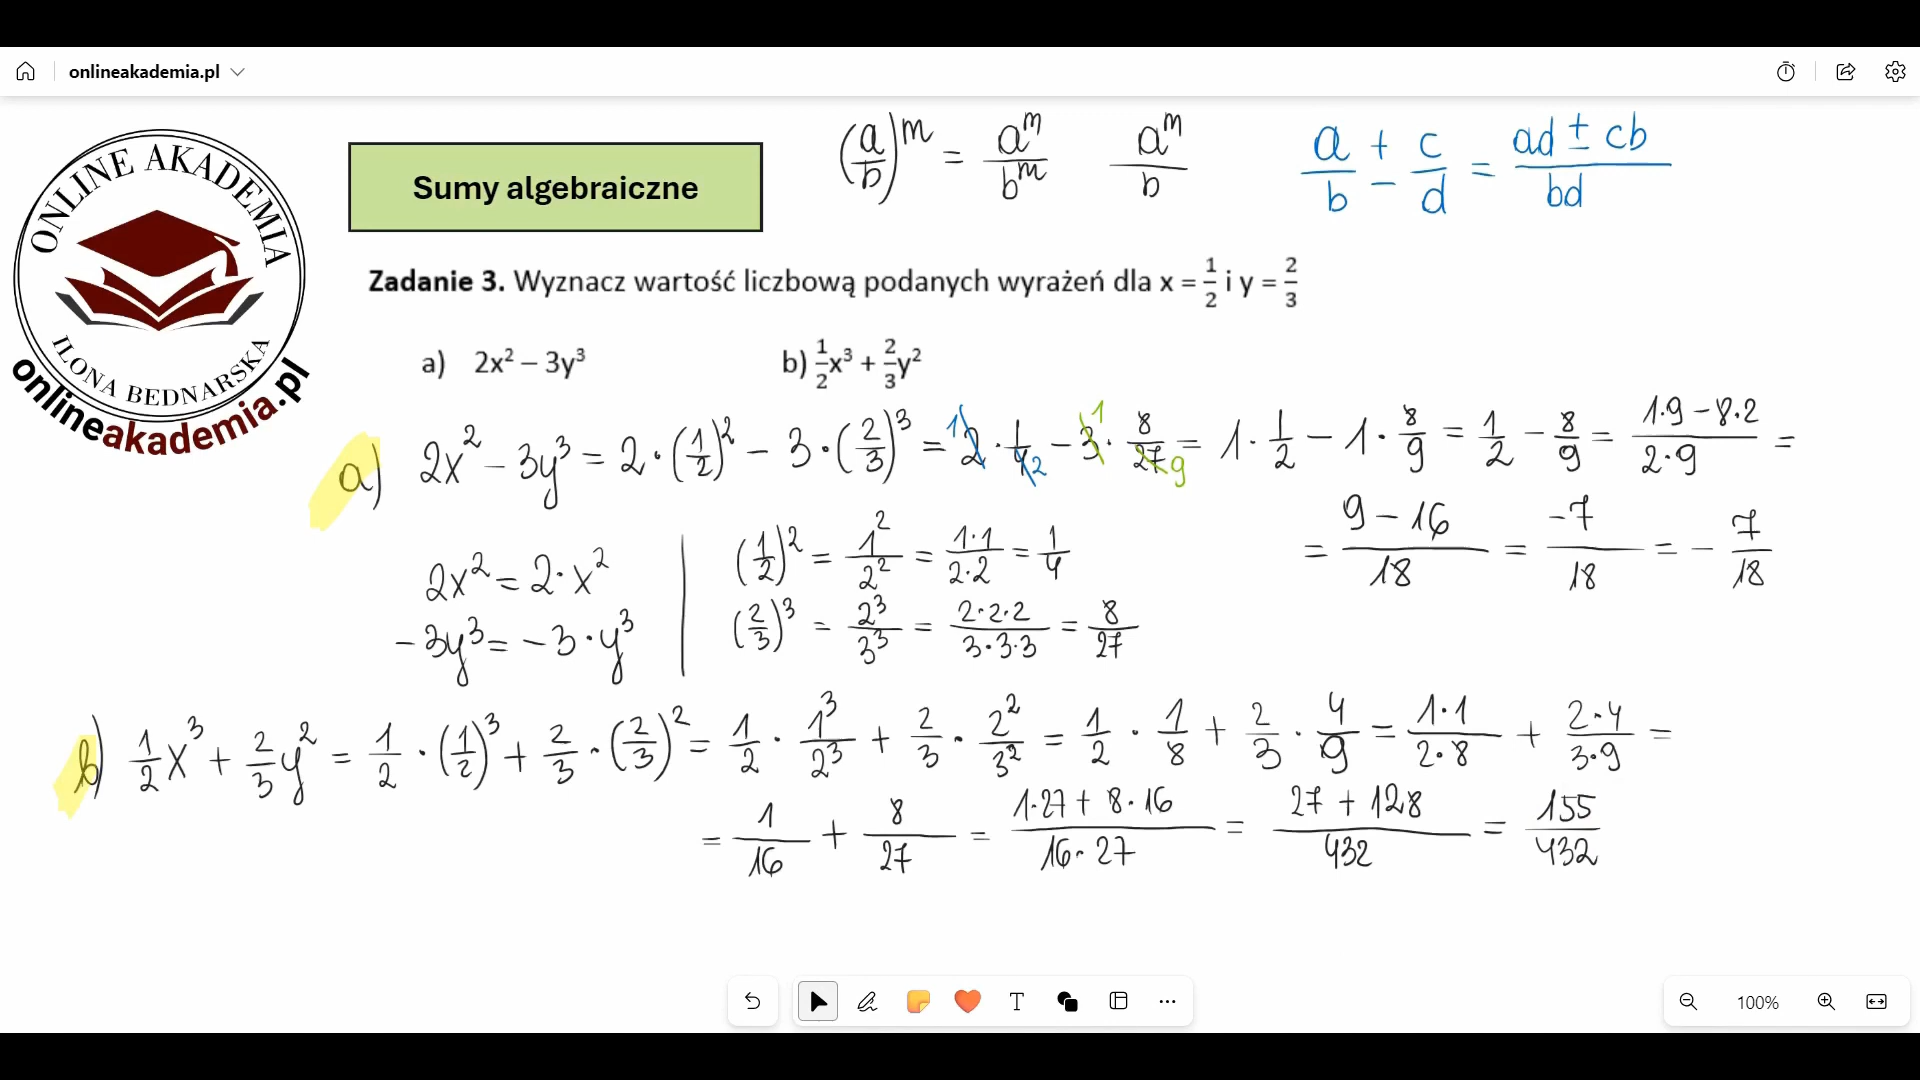 onlineakademia.pl
ONLINE AKADEMIA
ILONA BEDNARSKA
onlineakademia.pl
Sumy algebraiczne
(a/b)^m = a^m/b^m   a^m/b   a/b ± c/d = (ad ± cb)/bd
Zadanie 3. Wyznacz wartość liczbową podanych wyrażeń dla x = 1/2 i y = 2/3
a) 2x² – 3y³   b) 1/2x³ + 2/3y²
a) 2x² – 3y³ = 2·(1/2)² – 3·(2/3)³ = 2 1·1/4 2 – 3 1·8/27 9 = 1·1/2 – 1·8/9 = 1/2 – 8/9 = (1·9 – 8·2)/(2·9) =
= (9 – 16)/18 = -7/18 = – 7/18
2x² = 2·x²
-3y³ = -3·y³
(1/2)² = 1²/2² = (1·1)/(2·2) = 1/4
(2/3)³ = 2³/3³ = (2·2·2)/(3·3·3) = 8/27
b) 1/2x³ + 2/3y² = 1/2·(1/2)³ + 2/3·(2/3)² = 1/2·1³/2³ + 2/3·2²/3² = 1/2·1/8 + 2/3·4/9 = (1·1)/(2·8) + (2·4)/(3·9) =
= 1/16 + 8/27 = (1·27 + 8·16)/(16·27) = (27 + 128)/432 = 155/432
T
100%